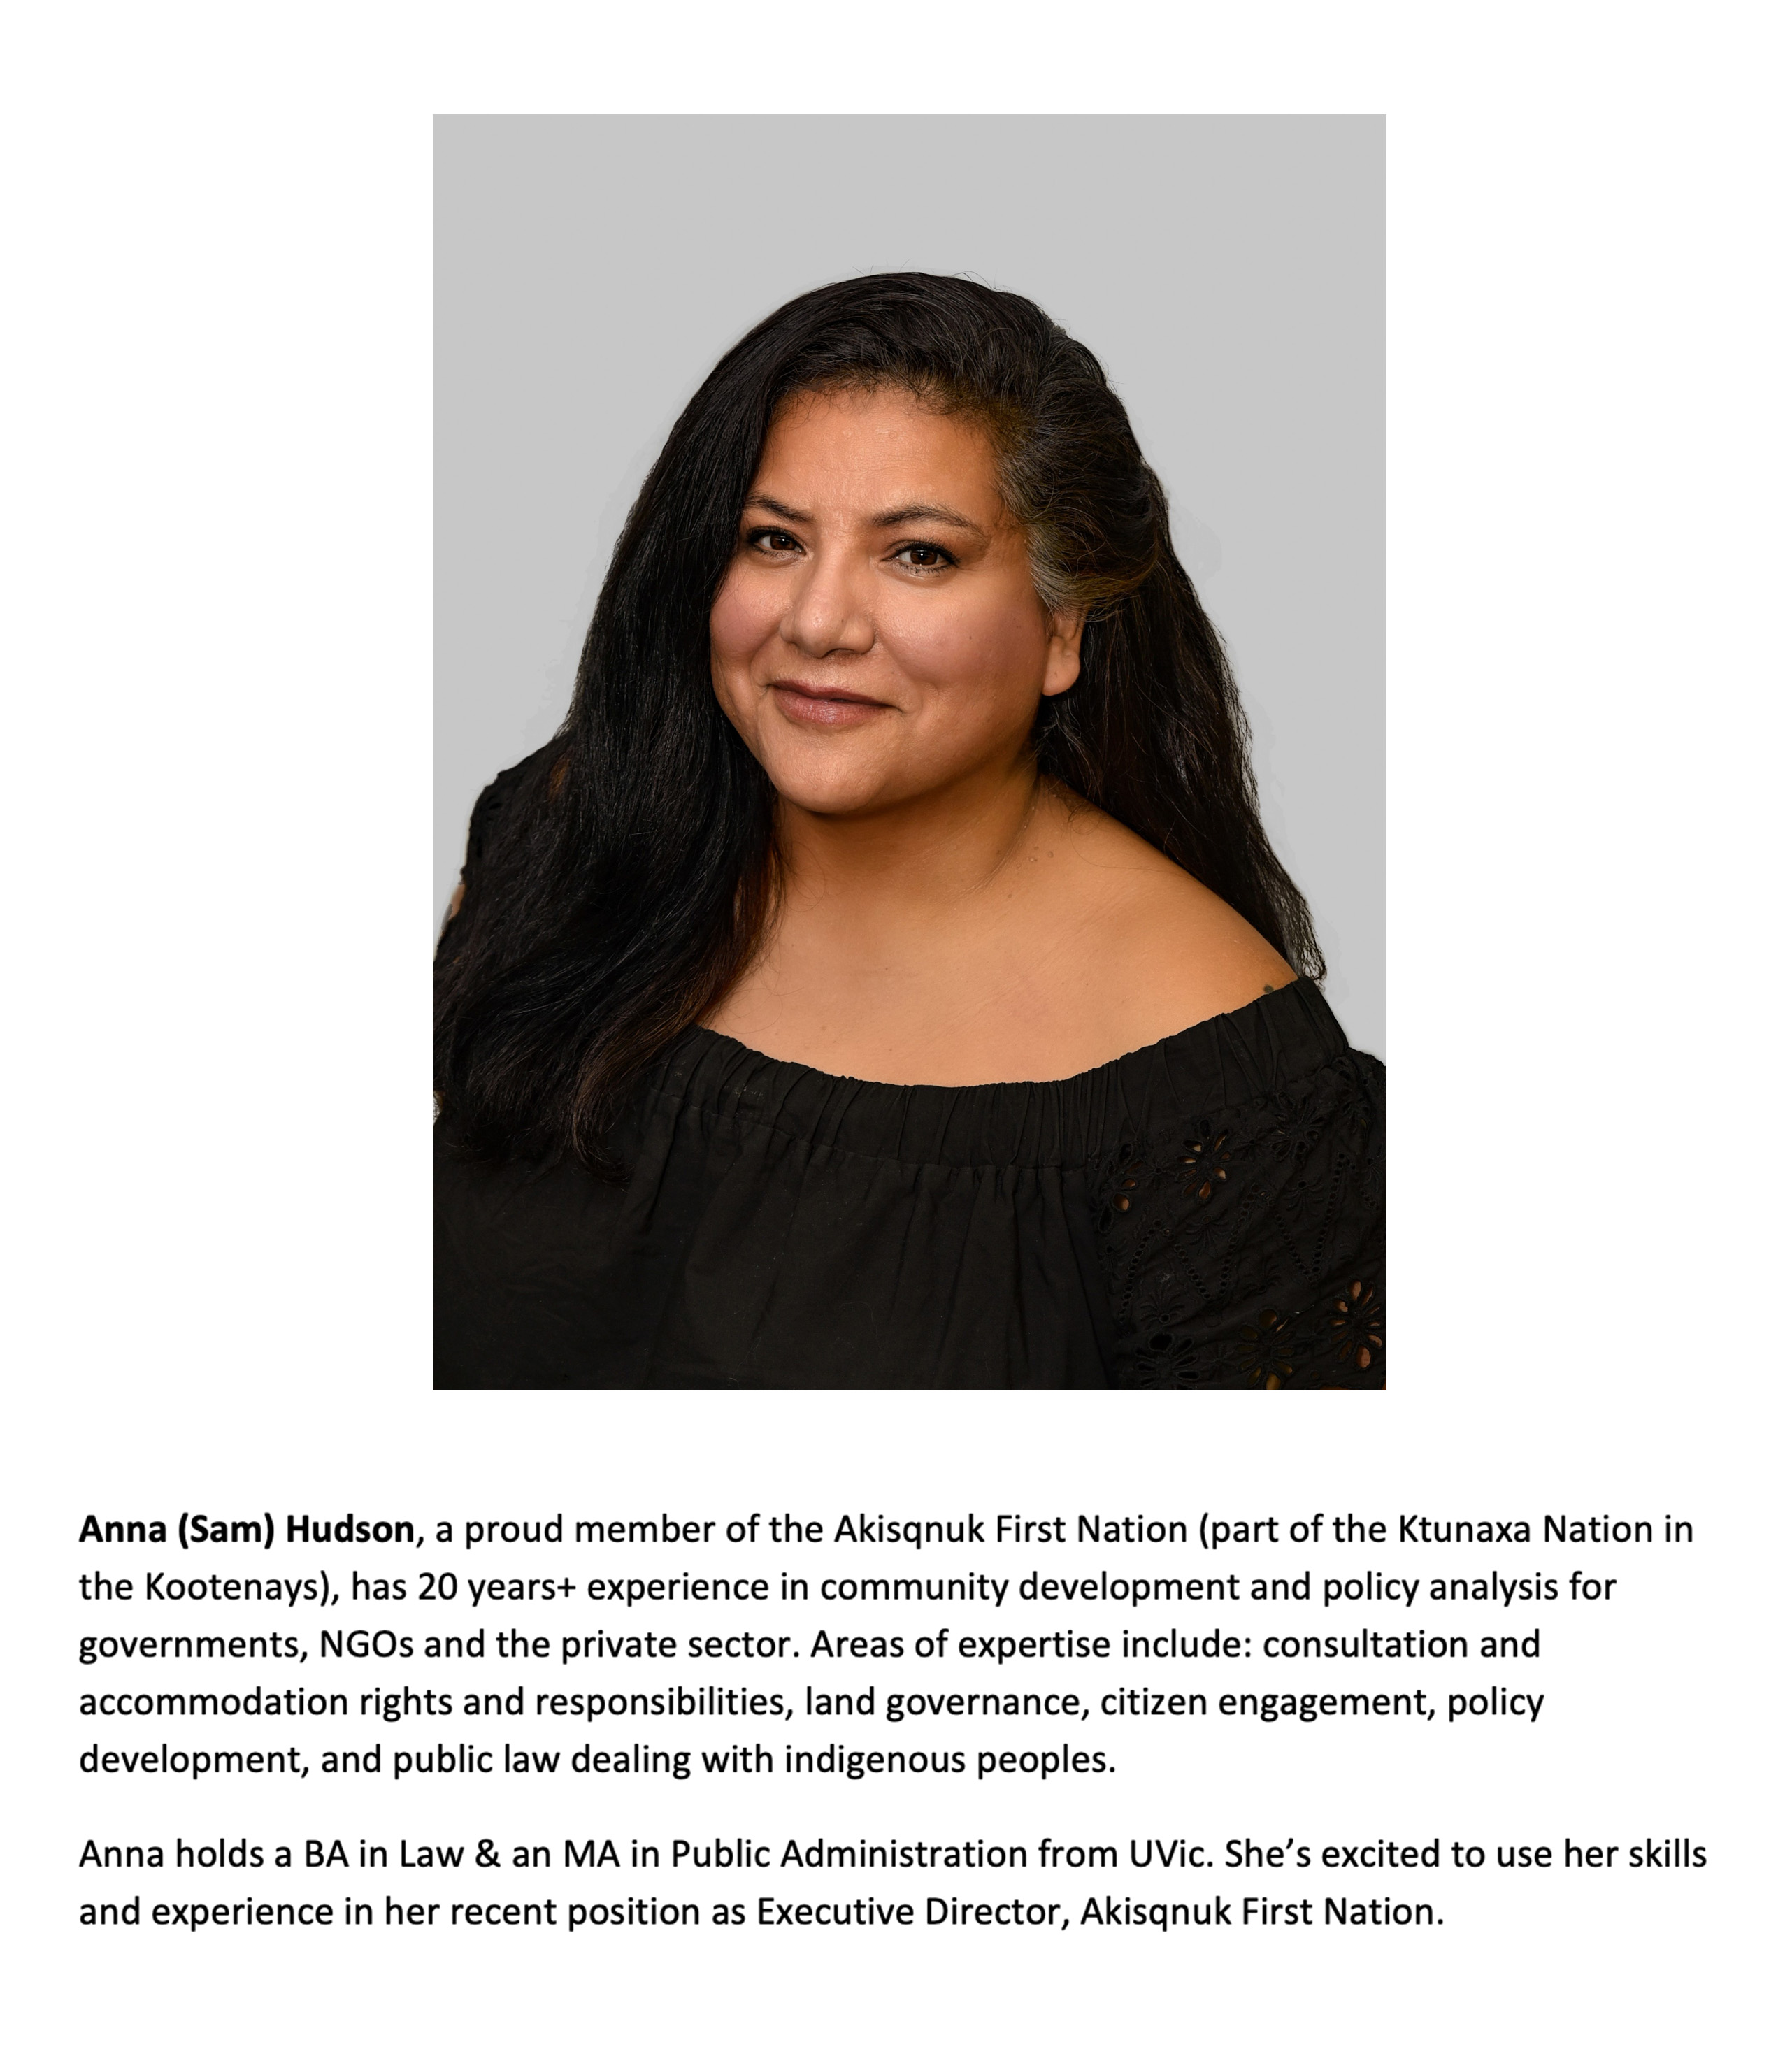 Anna (Sam) Hudson, a proud member of the Akisqnuk First Nation (part of the Ktunaxa Nation in
the Kootenays), has 20 years+ experience in community development and policy analysis for
governments, NGOs and the private sector. Areas of expertise include: consultation and
accommodation rights and responsibilities, land governance, citizen engagement, policy
development, and public law dealing with indigenous peoples.
Anna holds a BA in Law & an MA in Public Administration from UVic. She’s excited to use her skills
and experience in her recent position as Executive Director, Akisqnuk First Nation.